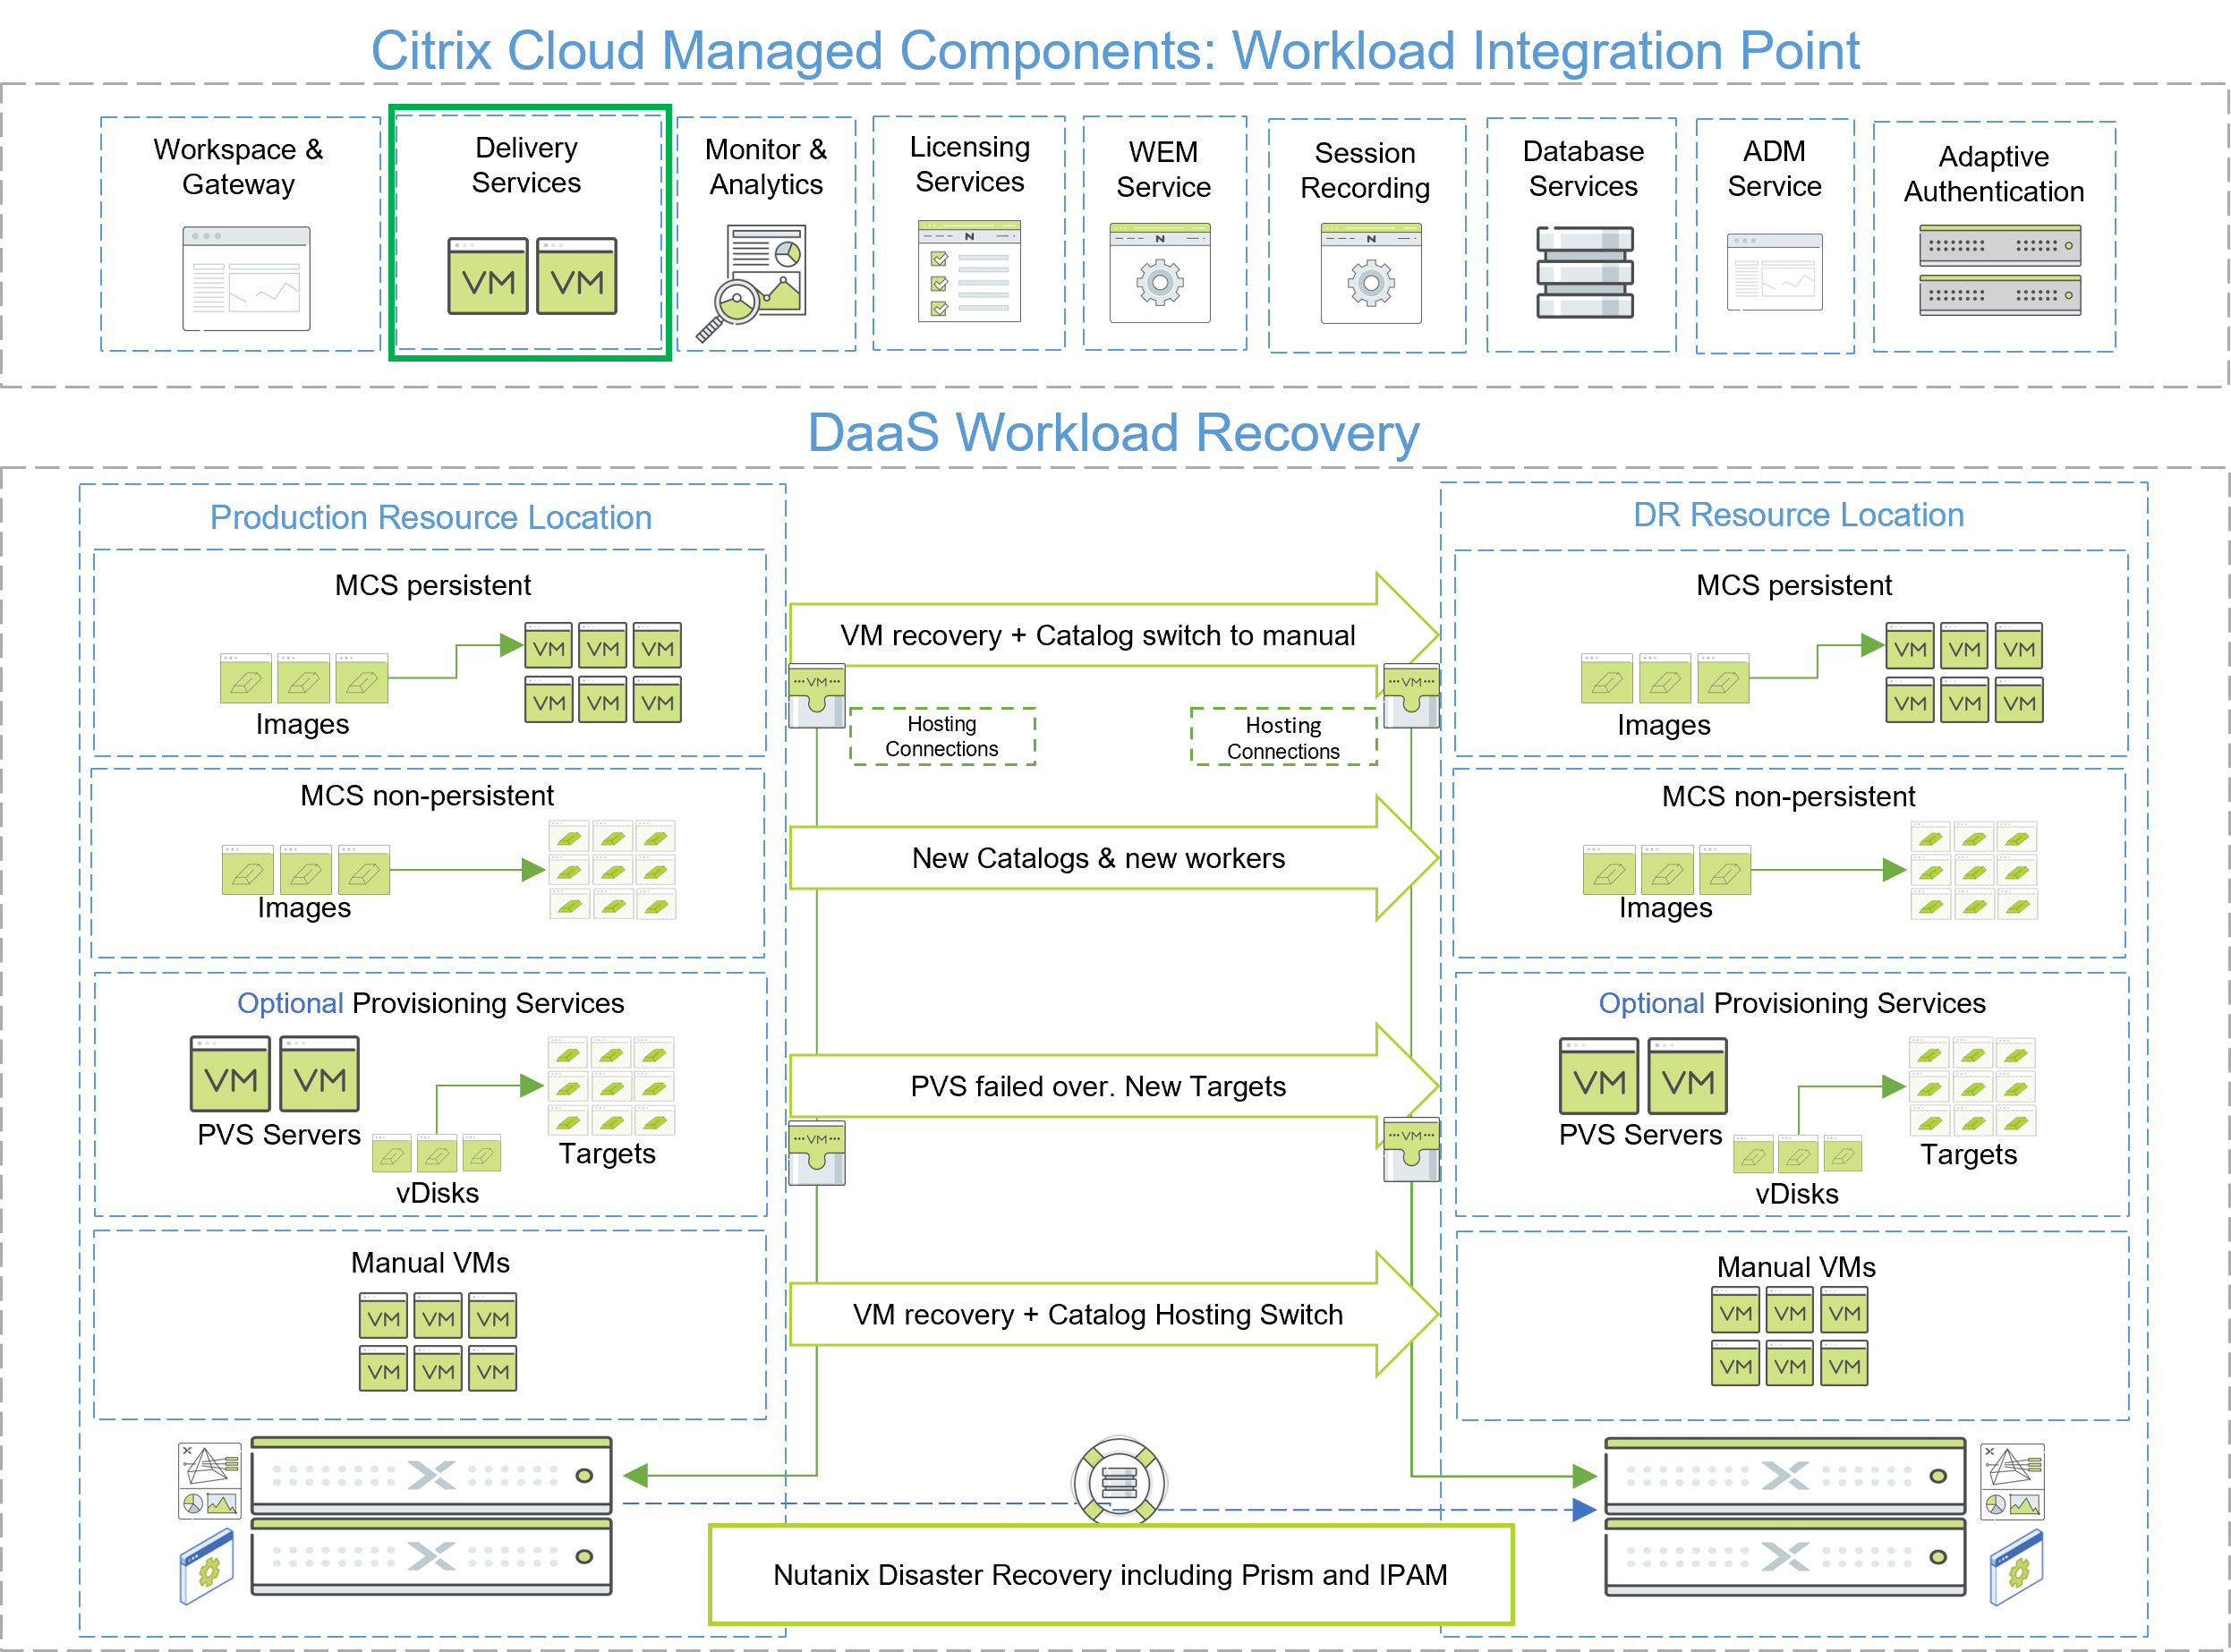 Citrix Cloud Managed Components: Workload Integration Point
Workspace &
Gateway
Delivery
Services
VM VM
Monitor &
Analytics
Licensing
Services
N
WEM
Service
N
Session
Recording
N
Database
Services
ADM
Service
Adaptive
Authentication
DaaS Workload Recovery
Production Resource Location
MCS persistent
VM VM VM
VM VM VM
Images
MCS non-persistent
Images
Optional Provisioning Services
VM VM
PVS Servers
vDisks
Targets
Manual VMs
VM VM VM
VM VM VM
VM recovery + Catalog switch to manual
VM
VM
Hosting
Connections
Hosting
Connections
New Catalogs & new workers
PVS failed over. New Targets
VM
VM
VM recovery + Catalog Hosting Switch
Nutanix Disaster Recovery including Prism and IPAM
DR Resource Location
MCS persistent
VM VM VM
VM VM VM
Images
MCS non-persistent
Images
Optional Provisioning Services
VM VM
PVS Servers
vDisks
Targets
Manual VMs
VM VM VM
VM VM VM